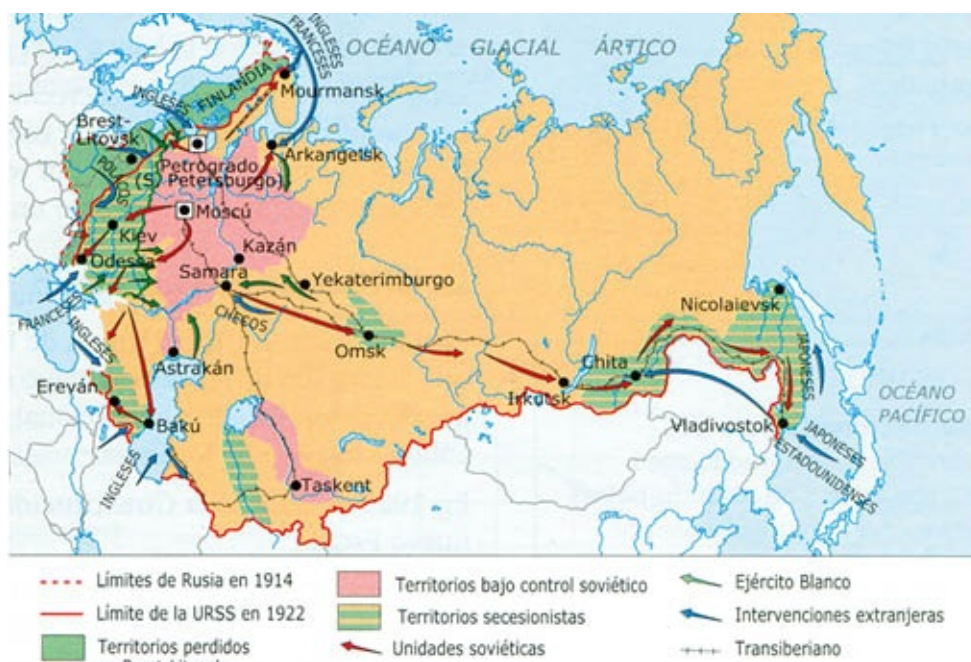 OCÉANO GLACIAL ÁRTICO
INGLESES
FRANCESES
INGLESES
FINLANDIA
Mourmansk
Brest-
Litovsk
POLACOS
Petrogrado
(S. Petersburgo)
Arkangelsk
Moscú
Kiev
Kazán
Odessa
Samara
Yekaterimburgo
Nicolaievsk
FRANCESES
INGLESES
CHECOS
Omsk
Astrakán
Chita
JAPONESES
Ereván
Irkutsk
OCÉANO
PACÍFICO
Bakú
Vladivostok
JAPONESES
ESTADOUNIDENSES
INGLESES
Taskent
Límites de Rusia en 1914
Límite de la URSS en 1922
Territorios perdidos
Territorios bajo control soviético
Territorios secesionistas
Unidades soviéticas
Ejército Blanco
Intervenciones extranjeras
Transiberiano